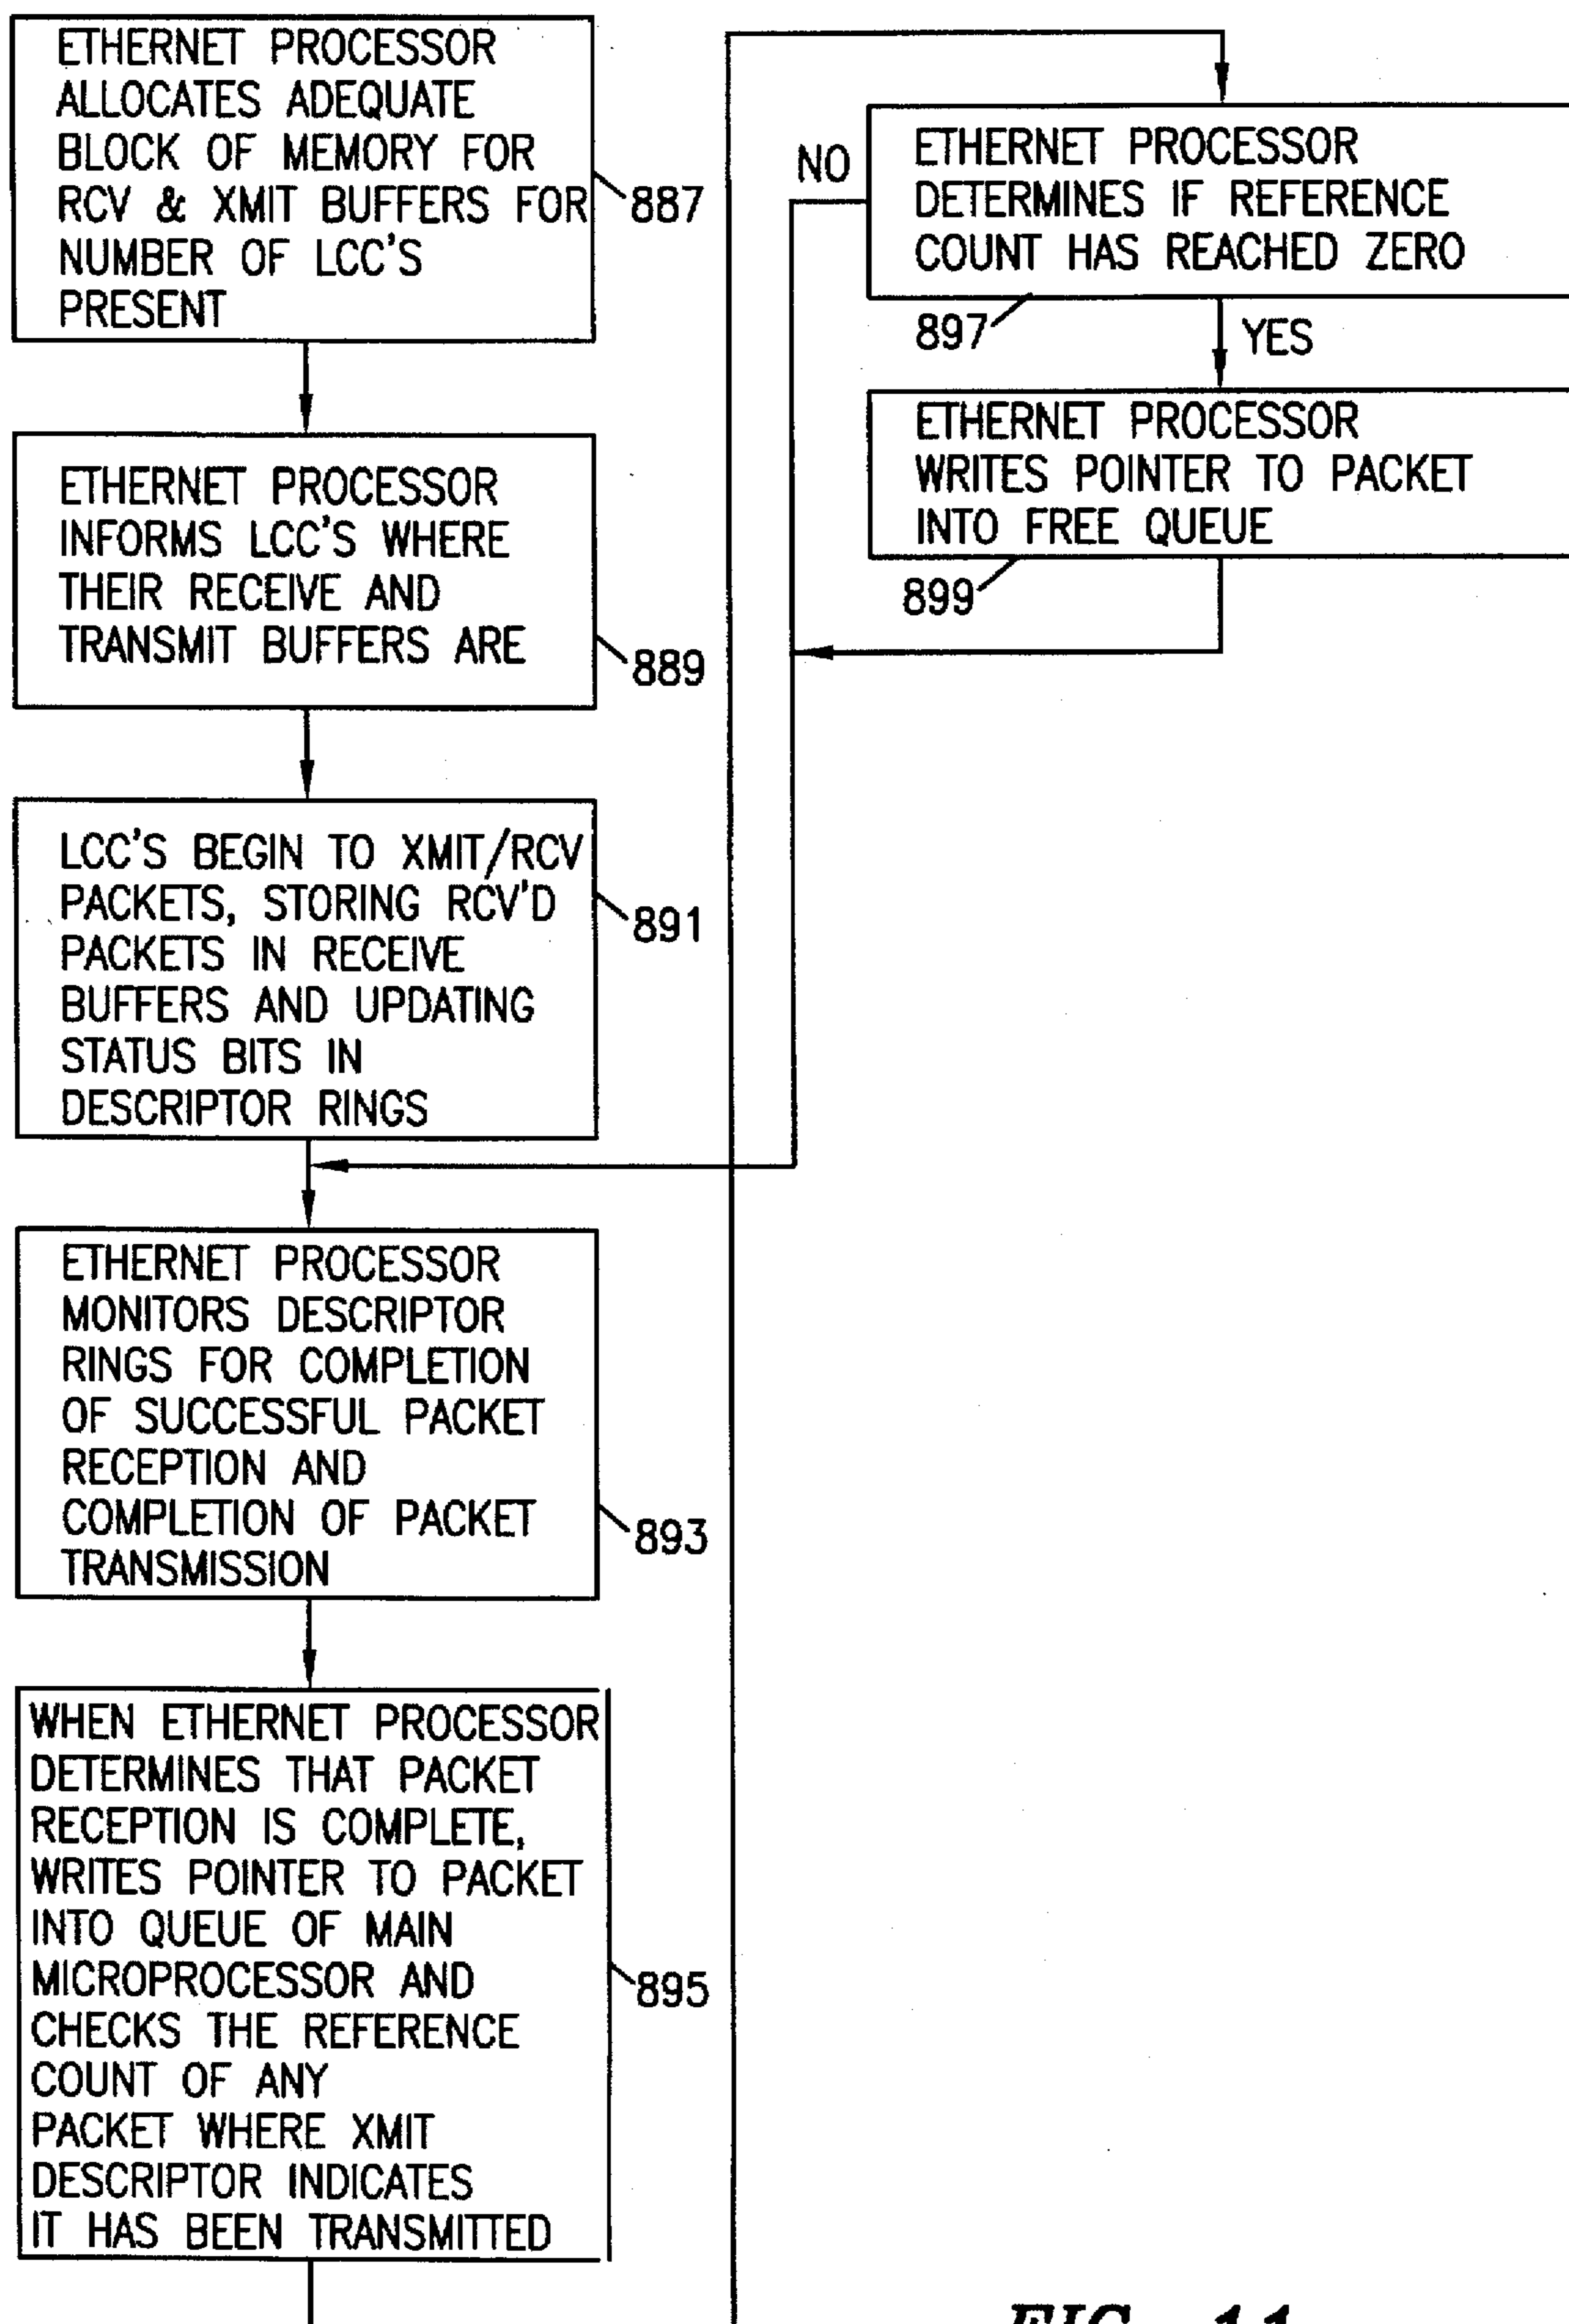 ETHERNET PROCESSOR
ALLOCATES ADEQUATE
BLOCK OF MEMORY FOR
RCV & XMIT BUFFERS FOR
NUMBER OF LCC'S
PRESENT
887
ETHERNET PROCESSOR
INFORMS LCC'S WHERE
THEIR RECEIVE AND
TRANSMIT BUFFERS ARE
889
LCC'S BEGIN TO XMIT/RCV
PACKETS, STORING RCV'D
PACKETS IN RECEIVE
BUFFERS AND UPDATING
STATUS BITS IN
DESCRIPTOR RINGS
891
ETHERNET PROCESSOR
MONITORS DESCRIPTOR
RINGS FOR COMPLETION
OF SUCCESSFUL PACKET
RECEPTION AND
COMPLETION OF PACKET
TRANSMISSION
893
WHEN ETHERNET PROCESSOR
DETERMINES THAT PACKET
RECEPTION IS COMPLETE,
WRITES POINTER TO PACKET
INTO QUEUE OF MAIN
MICROPROCESSOR AND
CHECKS THE REFERENCE
COUNT OF ANY
PACKET WHERE XMIT
DESCRIPTOR INDICATES
IT HAS BEEN TRANSMITTED
895
ETHERNET PROCESSOR
DETERMINES IF REFERENCE
COUNT HAS REACHED ZERO
897
NO
YES
ETHERNET PROCESSOR
WRITES POINTER TO PACKET
INTO FREE QUEUE
899